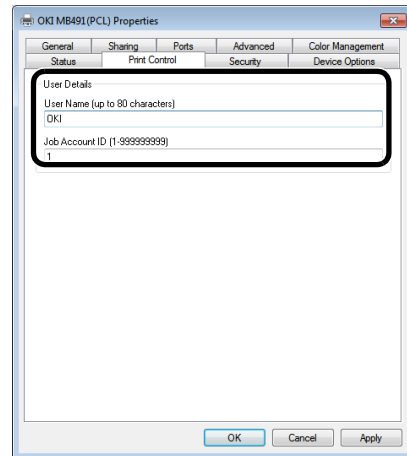 OKI MB491(PCL) Properties
General Sharing Ports Advanced Color Management
Status Print Control Security Device Options
User Details
User Name (up to 80 characters)
OKI
Job Account ID (1-999999999)
1
OK Cancel Apply